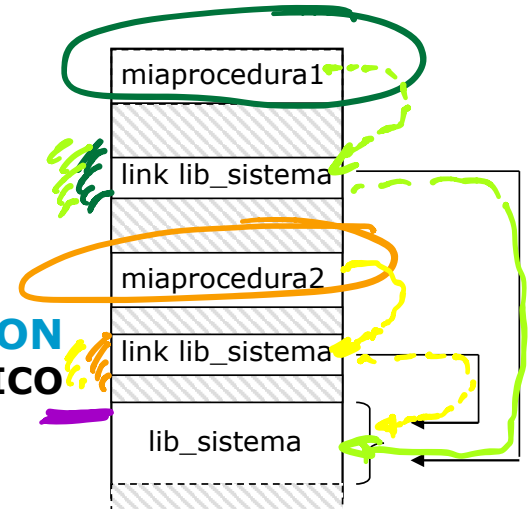 miaprocedura1
link lib_sistema
miaprocedura2
ON
link lib_sistema
ICO
lib_sistema